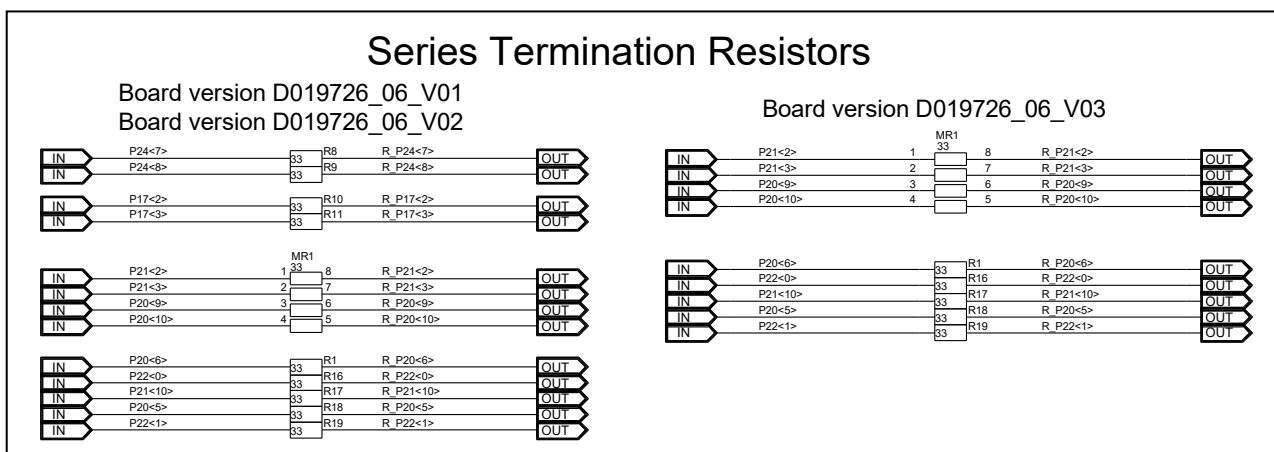 Series Termination Resistors
Board version D019726_06_V01
Board version D019726_06_V02
IN P24<7> 33 R8 R_P24<7> OUT
IN P24<8> 33 R9 R_P24<8> OUT
IN P17<2> 33 R10 R_P17<2> OUT
IN P17<3> 33 R11 R_P17<3> OUT
MR1
33
IN P21<2> 1 8 R_P21<2> OUT
IN P21<3> 2 7 R_P21<3> OUT
IN P20<9> 3 6 R_P20<9> OUT
IN P20<10> 4 5 R_P20<10> OUT
IN P20<6> 33 R1 R_P20<6> OUT
IN P22<0> 33 R16 R_P22<0> OUT
IN P21<10> 33 R17 R_P21<10> OUT
IN P20<5> 33 R18 R_P20<5> OUT
IN P22<1> 33 R19 R_P22<1> OUT
Board version D019726_06_V03
MR1
33
IN P21<2> 1 8 R_P21<2> OUT
IN P21<3> 2 7 R_P21<3> OUT
IN P20<9> 3 6 R_P20<9> OUT
IN P20<10> 4 5 R_P20<10> OUT
IN P20<6> 33 R1 R_P20<6> OUT
IN P22<0> 33 R16 R_P22<0> OUT
IN P21<10> 33 R17 R_P21<10> OUT
IN P20<5> 33 R18 R_P20<5> OUT
IN P22<1> 33 R19 R_P22<1> OUT